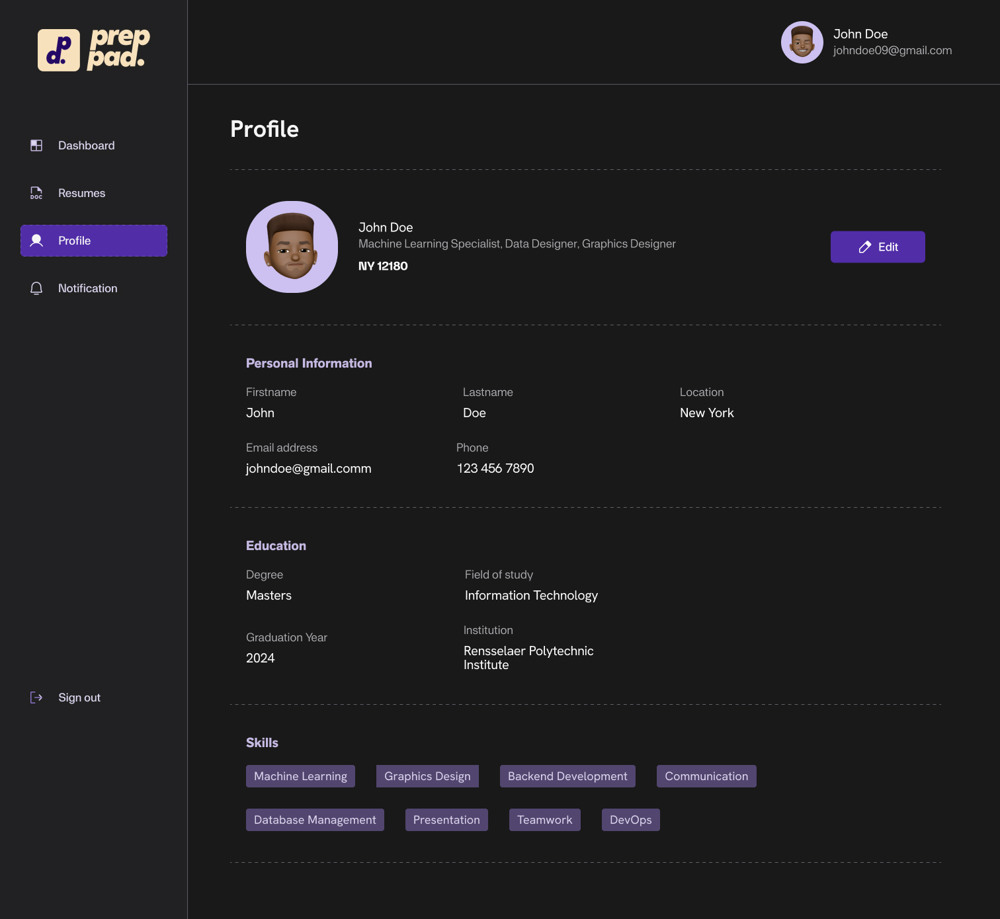 dp.
prep
pad.
John Doe
johndoe09@gmail.com
Dashboard
DOC
Resumes
Profile
Notification
Sign out
Profile
John Doe
Machine Learning Specialist, Data Designer, Graphics Designer
NY 12180
Edit
Personal Information
Firstname
John
Lastname
Doe
Location
New York
Email address
johndoe@gmail.comm
Phone
123 456 7890
Education
Degree
Masters
Field of study
Information Technology
Graduation Year
2024
Institution
Rensselaer Polytechnic
Institute
Skills
Machine Learning
Graphics Design
Backend Development
Communication
Database Management
Presentation
Teamwork
DevOps